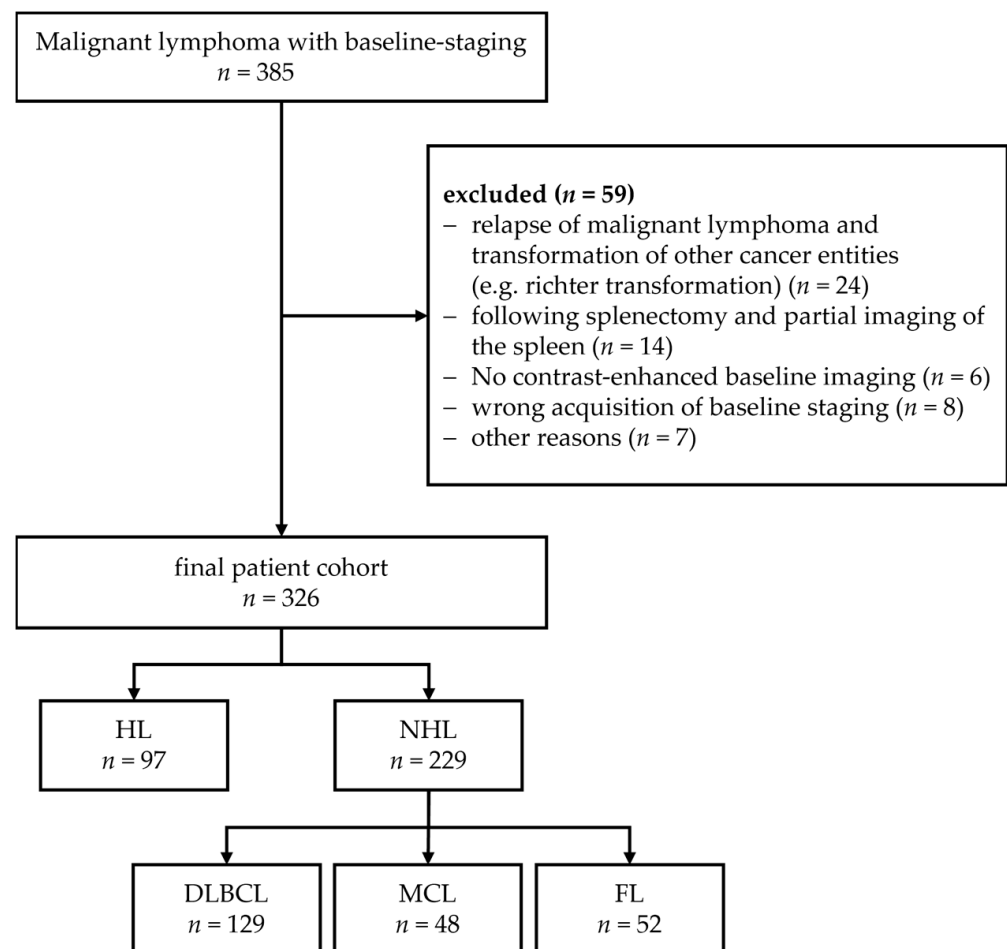 Malignant lymphoma with baseline-staging
n = 385
excluded (n = 59)
– relapse of malignant lymphoma and
transformation of other cancer entities
(e.g. richter transformation) (n = 24)
– following splenectomy and partial imaging of
the spleen (n = 14)
– No contrast-enhanced baseline imaging (n = 6)
– wrong acquisition of baseline staging (n = 8)
– other reasons (n = 7)
final patient cohort
n = 326
HL
n = 97
NHL
n = 229
DLBCL
n = 129
MCL
n = 48
FL
n = 52